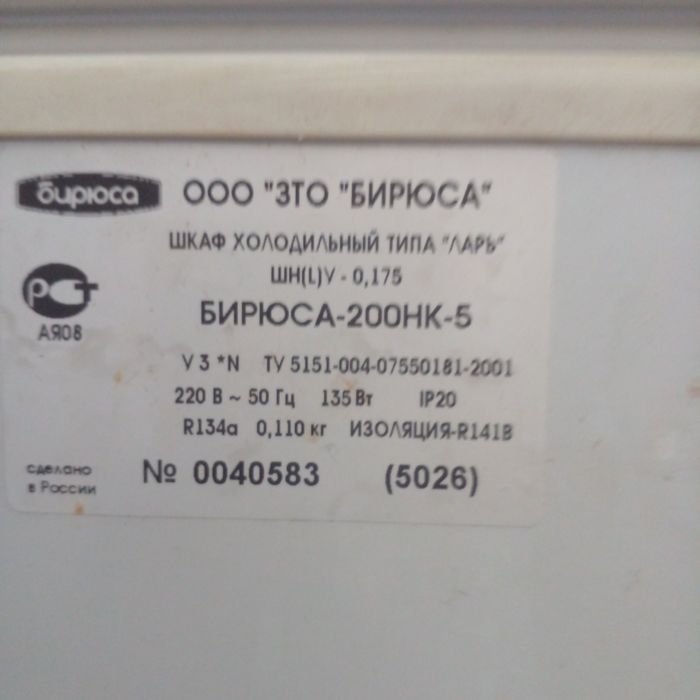 бирюса
ООО "ЗТО "БИРЮСА"
ШКАФ ХОЛОДИЛЬНЫЙ ТИПА "ЛАРЬ"
ШН(L)V - 0,175
РСТ
АЯ08
БИРЮСА-200НК-5
V 3 *N ТУ 5151-004-07550181-2001
220 В ~ 50 Гц 135 Вт IP20
R134a 0,110 кг ИЗОЛЯЦИЯ-R141B
сделано
в России
№ 0040583 (5026)